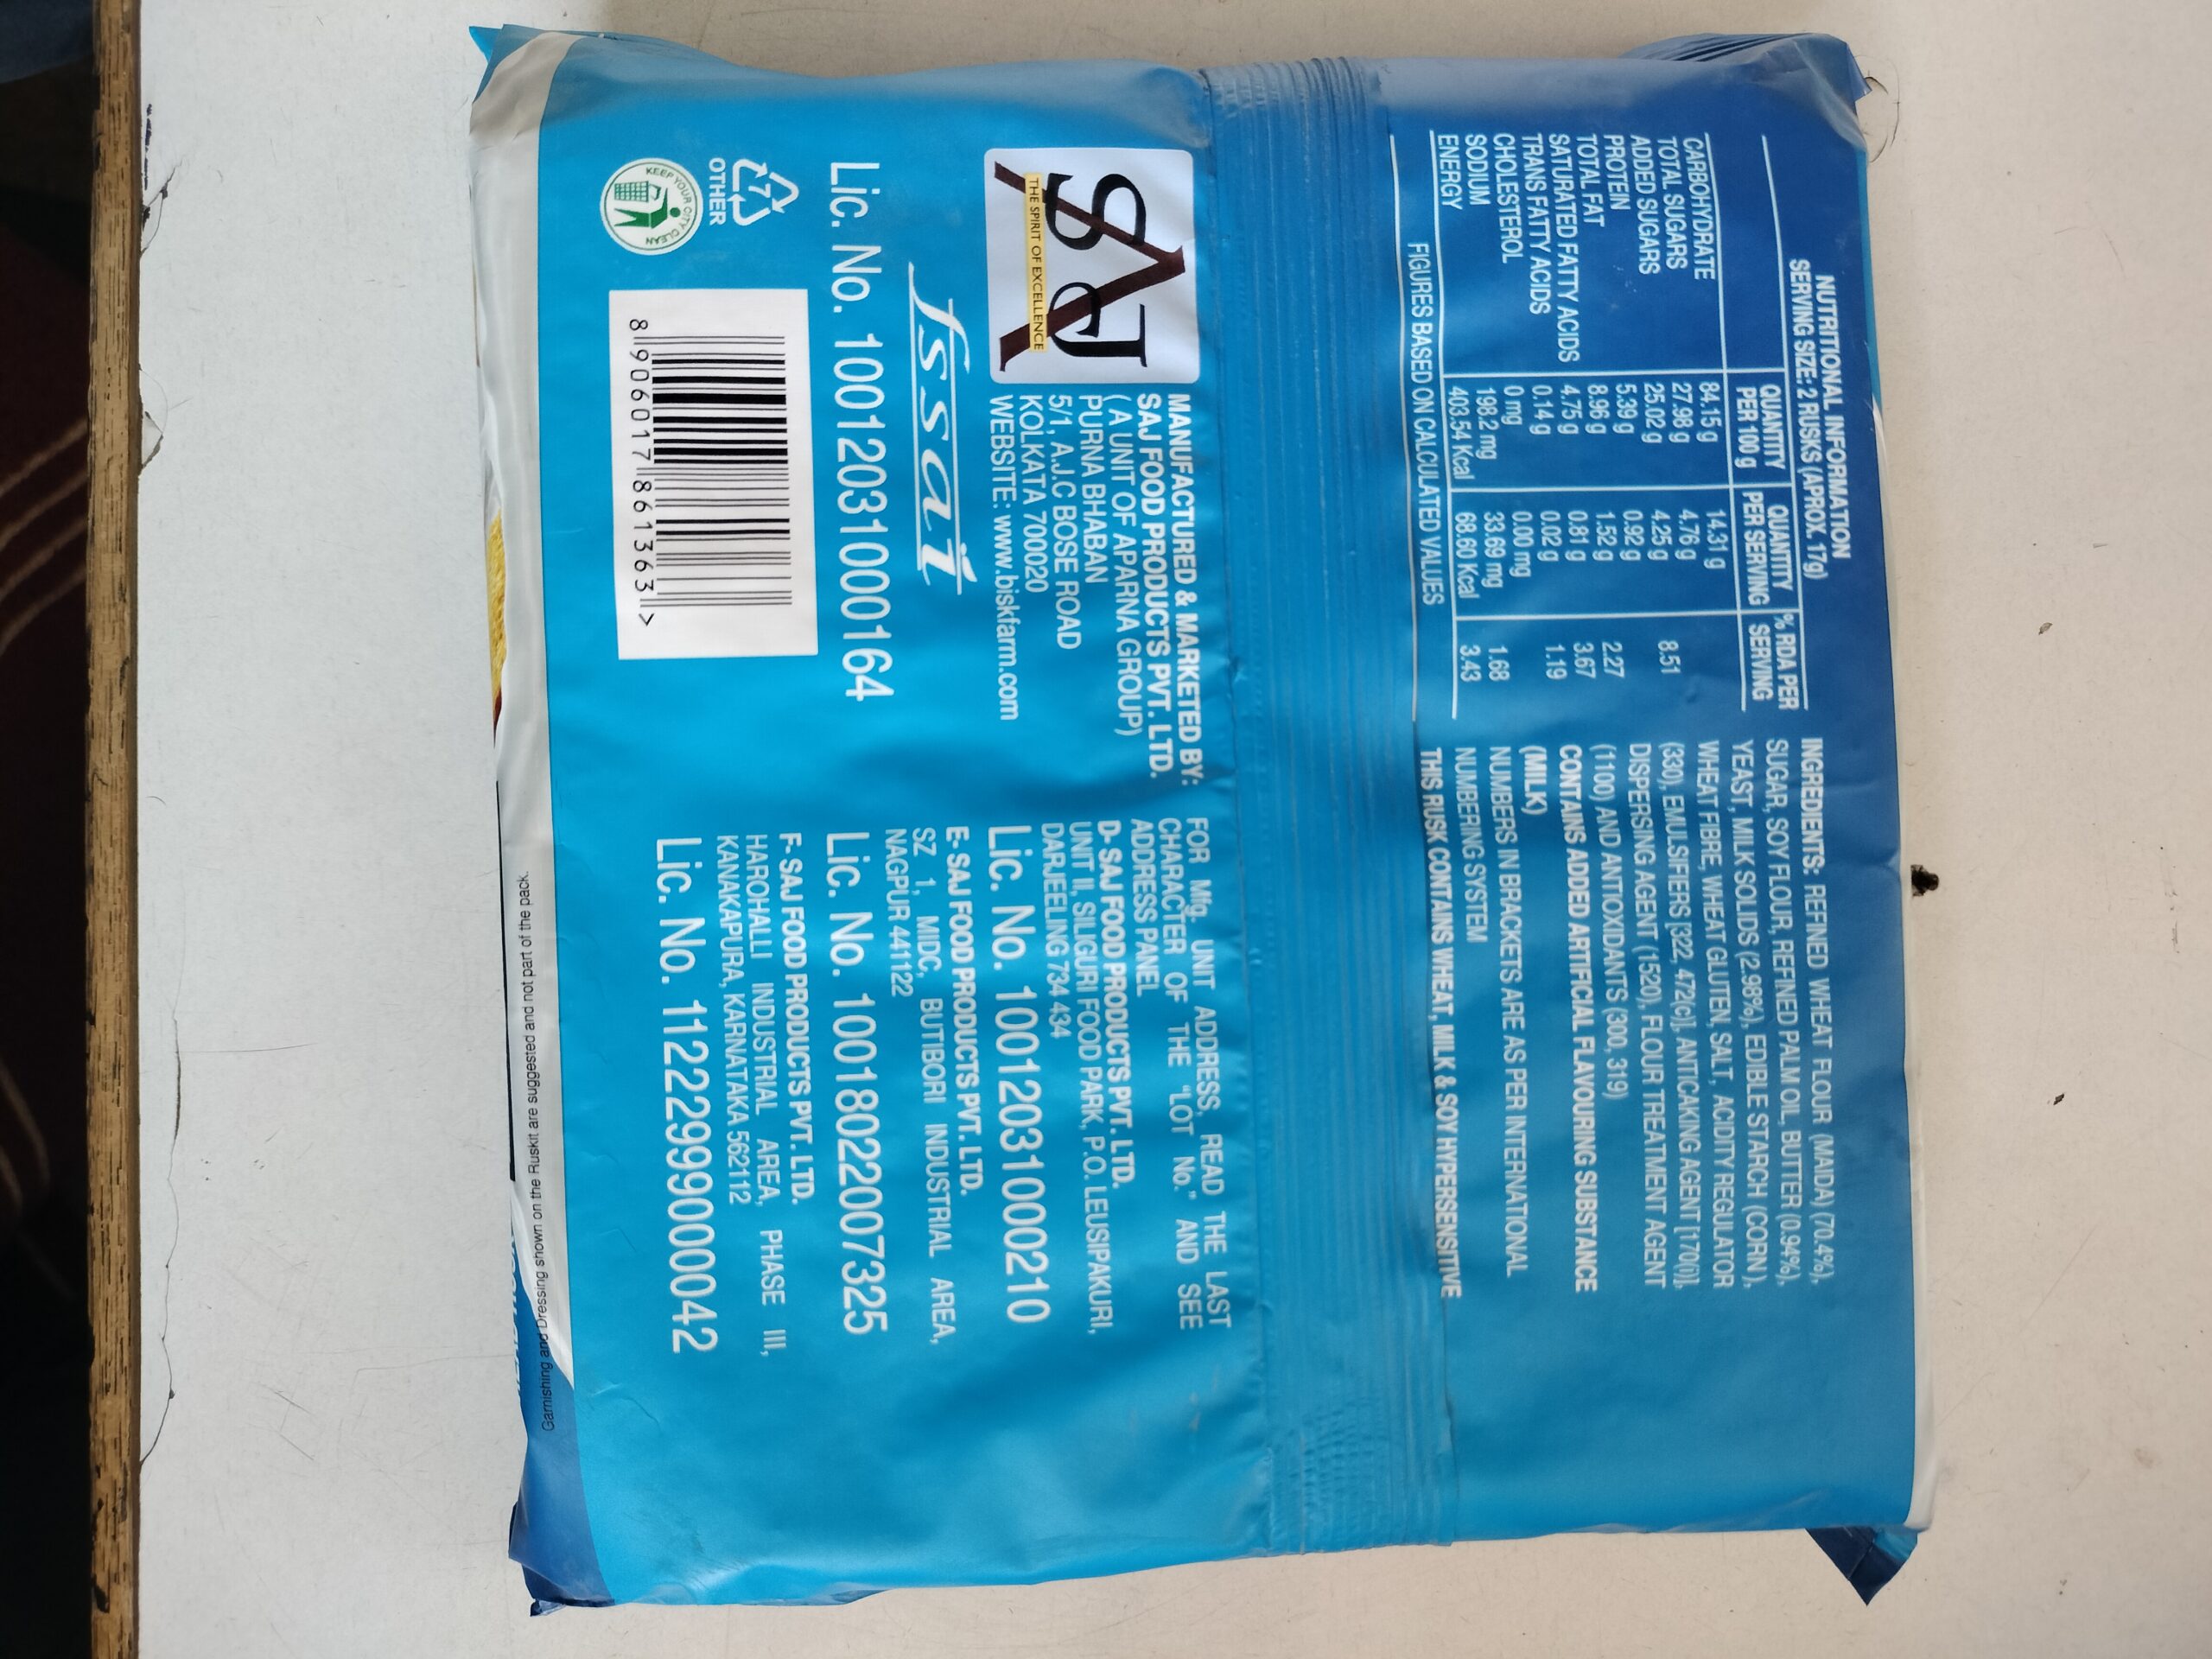 NUTRITIONAL INFORMATION
SERVING SIZE: 2 RUSKS (APROX. 17g)
QUANTITY PER 100 g QUANTITY PER SERVING % RDA PER SERVING
CARBOHYDRATE 84.15 g 14.31 g
TOTAL SUGARS 27.98 g 4.76 g
ADDED SUGARS 25.02 g 4.25 g 8.51
PROTEIN 5.39 g 0.92 g
TOTAL FAT 8.96 g 1.52 g 2.27
SATURATED FATTY ACIDS 4.75 g 0.81 g 3.67
TRANS FATTY ACIDS 0.14 g 0.02 g 1.19
CHOLESTEROL 0 mg 0.00 mg
SODIUM 198.2 mg 33.69 mg 1.68
ENERGY 403.54 Kcal 68.60 Kcal 3.43
FIGURES BASED ON CALCULATED VALUES
INGREDIENTS: REFINED WHEAT FLOUR (MAIDA) (70.4%),
SUGAR, SOY FLOUR, REFINED PALM OIL, BUTTER (0.94%),
YEAST, MILK SOLIDS (2.98%), EDIBLE STARCH (CORN),
WHEAT FIBRE, WHEAT GLUTEN, SALT, ACIDITY REGULATOR
(330), EMULSIFIERS [322, 472(c)], ANTICAKING AGENT [170(i)],
DISPERSING AGENT (1520), FLOUR TREATMENT AGENT
(1100) AND ANTIOXIDANTS (300, 319)
CONTAINS ADDED ARTIFICIAL FLAVOURING SUBSTANCE
(MILK)
NUMBERS IN BRACKETS ARE AS PER INTERNATIONAL
NUMBERING SYSTEM
THIS RUSK CONTAINS WHEAT, MILK & SOY HYPERSENSITIVE
SAJ
THE SPIRIT OF EXCELLENCE
MANUFACTURED & MARKETED BY:
SAJ FOOD PRODUCTS PVT. LTD.
( A UNIT OF APARNA GROUP)
PURNA BHABAN
5/1, A.J.C BOSE ROAD
KOLKATA 700020
WEBSITE: www.biskfarm.com
fssai
Lic. No. 10012031000164
7
OTHER
KEEP YOUR CITY CLEAN
8 906017 861363 >
FOR Mfg. UNIT ADDRESS, READ THE LAST
CHARACTER OF THE "LOT No." AND SEE
ADDRESS PANEL
D- SAJ FOOD PRODUCTS PVT. LTD.
UNIT II, SILIGURI FOOD PARK, P.O. LEUSIPAKURI,
DARJEELING 734 434
Lic. No. 10012031000210
E- SAJ FOOD PRODUCTS PVT. LTD.
SZ 1, MIDC, BUTIBORI INDUSTRIAL AREA,
NAGPUR 441122
Lic. No. 10018022007325
F- SAJ FOOD PRODUCTS PVT. LTD.
HAROHALLI INDUSTRIAL AREA, PHASE III,
KANAKAPURA, KARNATAKA 562112
Lic. No. 11222999000042
Garnishing and Dressing shown on the Ruskit are suggested and not part of the pack.